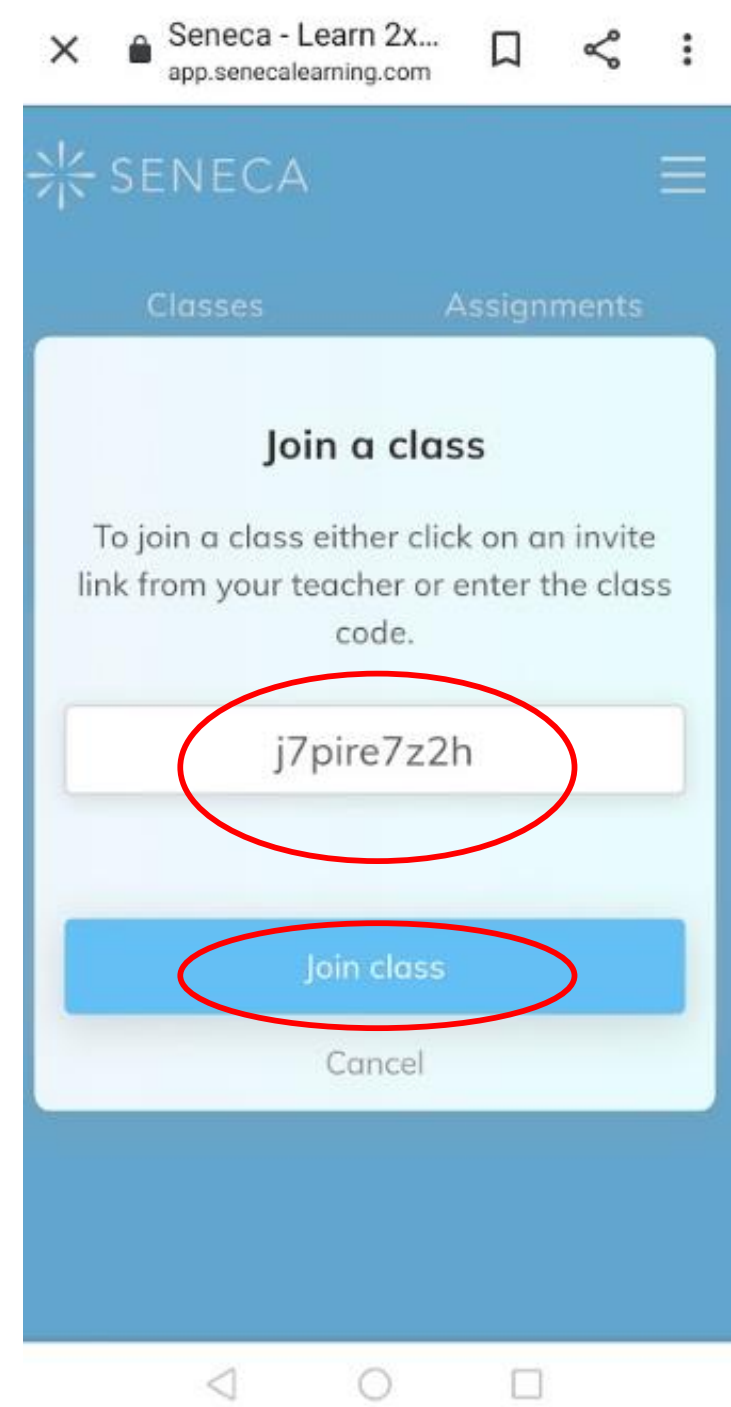 Seneca - Learn 2x...
app.senecalearning.com
SENECA
Classes Assignments
Join a class
To join a class either click on an invite
link from your teacher or enter the class
code.
j7pire7z2h
Join class
Cancel